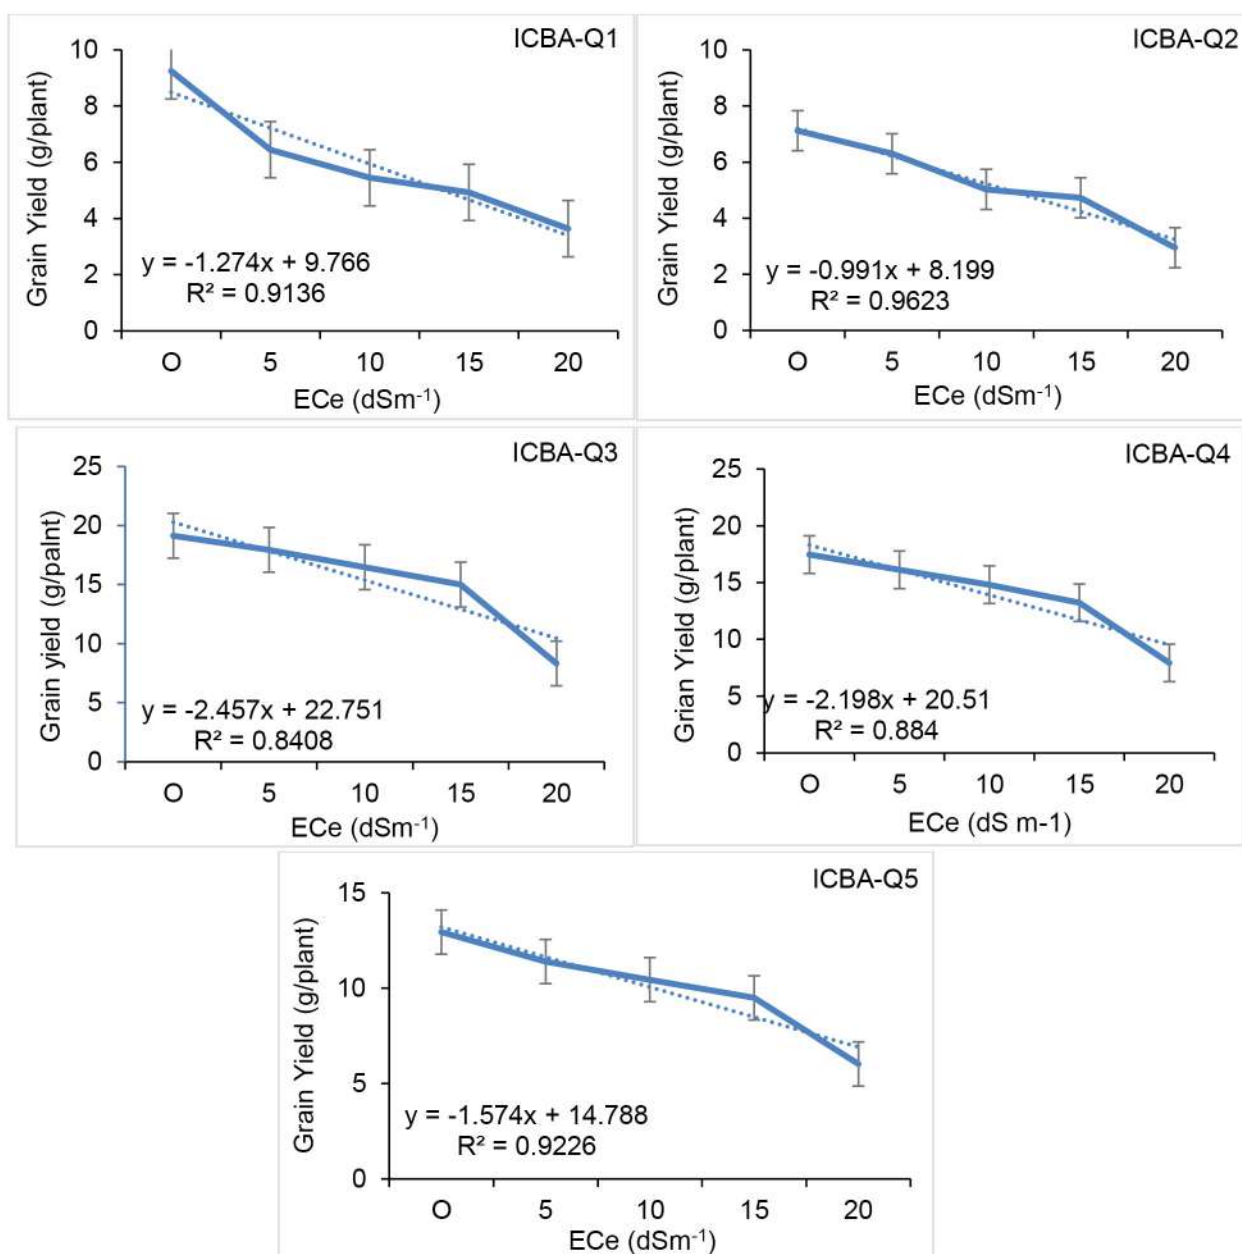 ICBA-Q1
10
8
6
4
2
0
Grain Yield (g/plant)
y = -1.274x + 9.766
R² = 0.9136
O 5 10 15 20
ECe (dSm⁻¹)
ICBA-Q2
10
8
6
4
2
0
Grain Yield (g/plant)
y = -0.991x + 8.199
R² = 0.9623
O 5 10 15 20
ECe (dSm⁻¹)
ICBA-Q3
25
20
15
10
5
0
Grain yield (g/palnt)
y = -2.457x + 22.751
R² = 0.8408
O 5 10 15 20
ECe (dSm⁻¹)
ICBA-Q4
25
20
15
10
5
0
Grian Yield (g/plant)
y = -2.198x + 20.51
R² = 0.884
O 5 10 15 20
ECe (dS m-1)
ICBA-Q5
15
10
5
0
Grain Yield (g/plant)
y = -1.574x + 14.788
R² = 0.9226
O 5 10 15 20
ECe (dSm⁻¹)